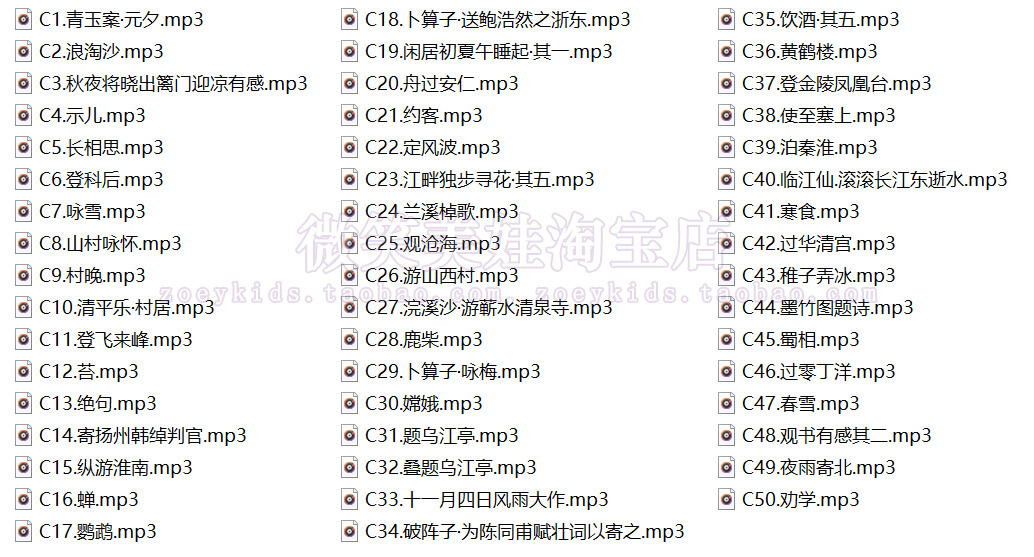 C1.青玉案·元夕.mp3
C2.浪淘沙.mp3
C3.秋夜将晓出篱门迎凉有感.mp3
C4.示儿.mp3
C5.长相思.mp3
C6.登科后.mp3
C7.咏雪.mp3
C8.山村咏怀.mp3
C9.村晚.mp3
C10.清平乐·村居.mp3
C11.登飞来峰.mp3
C12.苔.mp3
C13.绝句.mp3
C14.寄扬州韩绰判官.mp3
C15.纵游淮南.mp3
C16.蝉.mp3
C17.鹦鹉.mp3
C18.卜算子·送鲍浩然之浙东.mp3
C19.闲居初夏午睡起·其一.mp3
C20.舟过安仁.mp3
C21.约客.mp3
C22.定风波.mp3
C23.江畔独步寻花·其五.mp3
C24.兰溪棹歌.mp3
C25.观沧海.mp3
C26.游山西村.mp3
C27.浣溪沙·游蕲水清泉寺.mp3
C28.鹿柴.mp3
C29.卜算子·咏梅.mp3
C30.嫦娥.mp3
C31.题乌江亭.mp3
C32.叠题乌江亭.mp3
C33.十一月四日风雨大作.mp3
C34.破阵子·为陈同甫赋壮词以寄之.mp3
C35.饮酒·其五.mp3
C36.黄鹤楼.mp3
C37.登金陵凤凰台.mp3
C38.使至塞上.mp3
C39.泊秦淮.mp3
C40.临江仙.滚滚长江东逝水.mp3
C41.寒食.mp3
C42.过华清宫.mp3
C43.稚子弄冰.mp3
C44.墨竹图题诗.mp3
C45.蜀相.mp3
C46.过零丁洋.mp3
C47.春雪.mp3
C48.观书有感其二.mp3
C49.夜雨寄北.mp3
C50.劝学.mp3
微笑美娃淘宝店
zoeykids.taobao.com, zoeykids.taobao.com